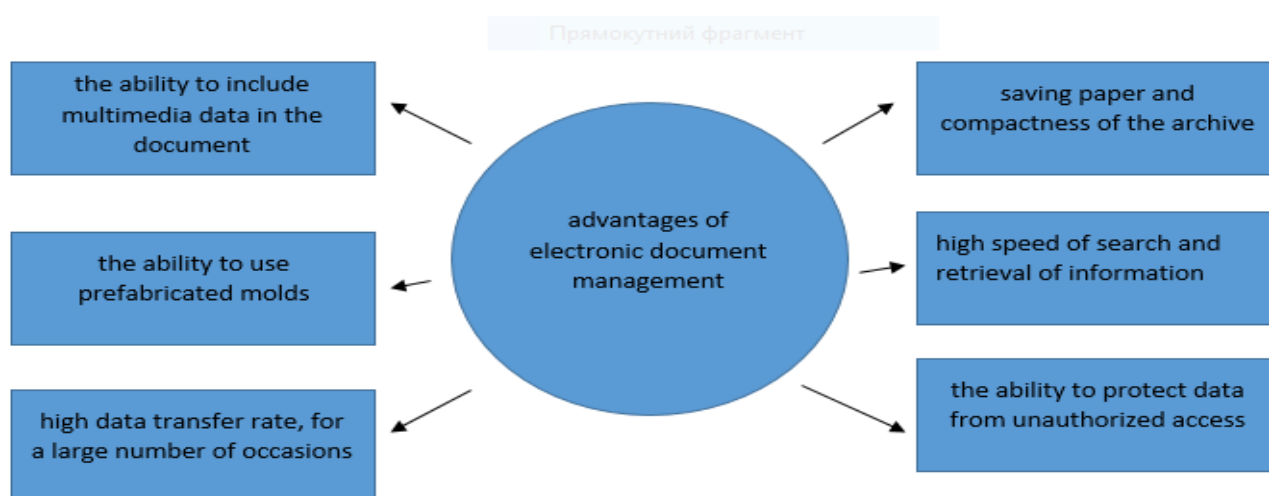 Прямокутний фрагмент
the ability to include
multimedia data in the
document
the ability to use
prefabricated molds
high data transfer rate, for
a large number of occasions
advantages of
electronic document
management
saving paper and
compactness of the archive
high speed of search and
retrieval of information
the ability to protect data
from unauthorized access